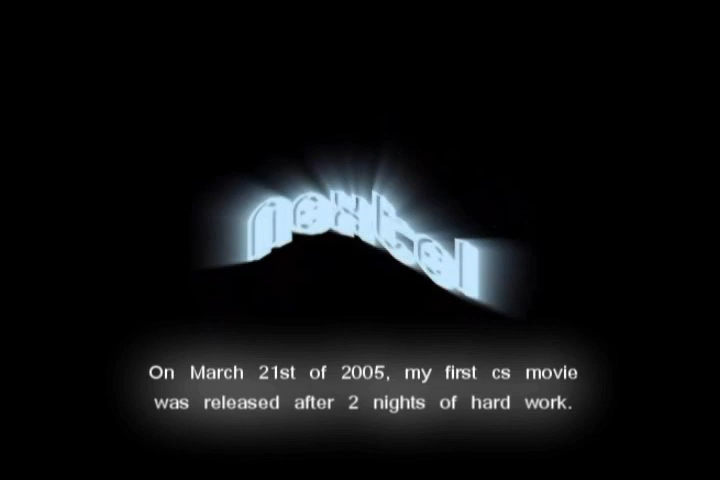 nextel
On March 21st of 2005, my first cs movie
was released after 2 nights of hard work.